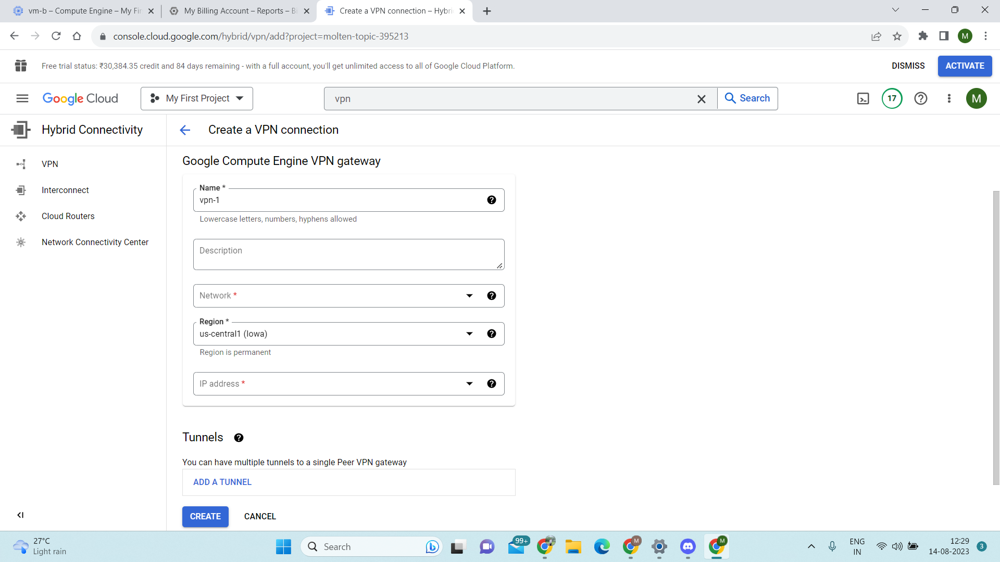 vm-b – Compute Engine – My Fir
My Billing Account – Reports – Bi
Create a VPN connection – Hybri
console.cloud.google.com/hybrid/vpn/add?project=molten-topic-395213
M
Free trial status: ₹30,384.35 credit and 84 days remaining - with a full account, you'll get unlimited access to all of Google Cloud Platform.
DISMISS
ACTIVATE
Google Cloud
My First Project
vpn
Search
17
M
Hybrid Connectivity
Create a VPN connection
VPN
Interconnect
Cloud Routers
Network Connectivity Center
Google Compute Engine VPN gateway
Name *
vpn-1
Lowercase letters, numbers, hyphens allowed
Description
Network *
Region *
us-central1 (Iowa)
Region is permanent
IP address *
Tunnels
You can have multiple tunnels to a single Peer VPN gateway
ADD A TUNNEL
CREATE
CANCEL
27°C
Light rain
Search
99+
M
M
ENG
IN
12:29
14-08-2023
3